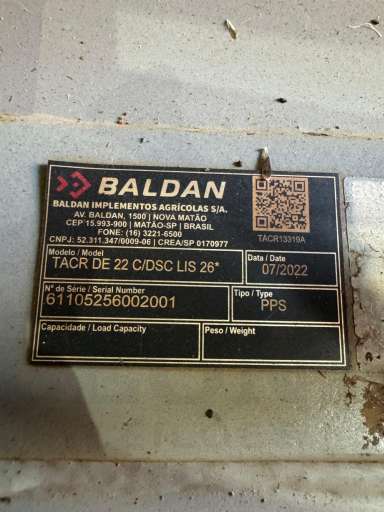 BALDAN
BALDAN IMPLEMENTOS AGRÍCOLAS S/A.
AV. BALDAN, 1500 | NOVA MATÃO
CEP 15.993-900 | MATÃO-SP | BRASIL
FONE: (16) 3221-6500
CNPJ: 52.311.347/0009-06 | CREA/SP 0170977
TACR13319A
Modelo / Model
TACR DE 22 C/DSC LIS 26"
Data / Date
07/2022
Nº de Série / Serial Number
61105256002001
Tipo / Type
PPS
Capacidade / Load Capacity
Peso / Weight